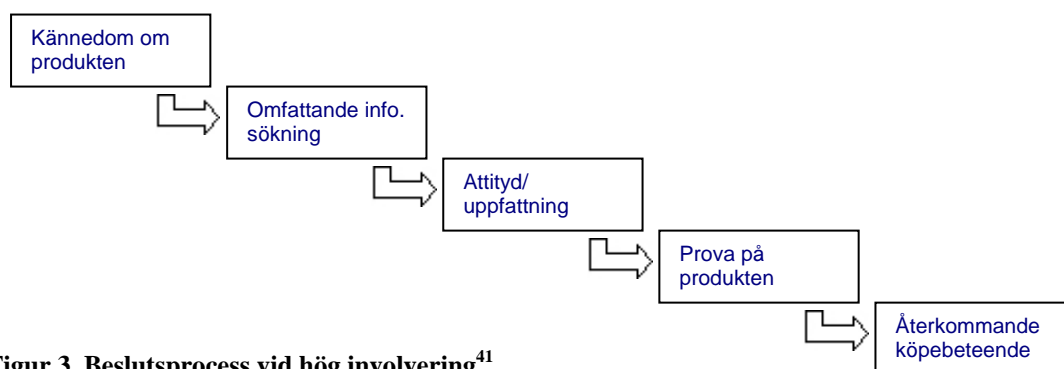 Kännedom om
produkten
Omfattande info.
sökning
Attityd/
uppfattning
Prova på
produkten
Återkommande
köpebeteende
Figur 3. Beslutsprocess vid hög involvering41